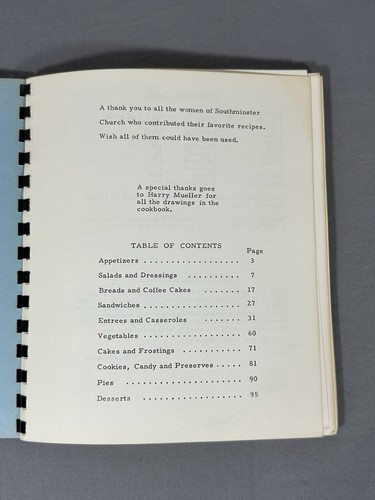 A thank you to all the women of Southminster
Church who contributed their favorite recipes.
Wish all of them could have been used.
A special thanks goes
to Harry Mueller for
all the drawings in the
cookbook.
TABLE OF CONTENTS
Page
Appetizers . . . . . . . . . . . . . . . . . . 3
Salads and Dressings . . . . . . . . . . 7
Breads and Coffee Cakes . . . . . . . 17
Sandwiches . . . . . . . . . . . . . . . . . . 27
Entrees and Casseroles . . . . . . . . 31
Vegetables . . . . . . . . . . . . . . . . . . 60
Cakes and Frostings . . . . . . . . . . . 71
Cookies, Candy and Preserves . . . . . 81
Pies . . . . . . . . . . . . . . . . . . . . . 90
Desserts . . . . . . . . . . . . . . . . . . 95